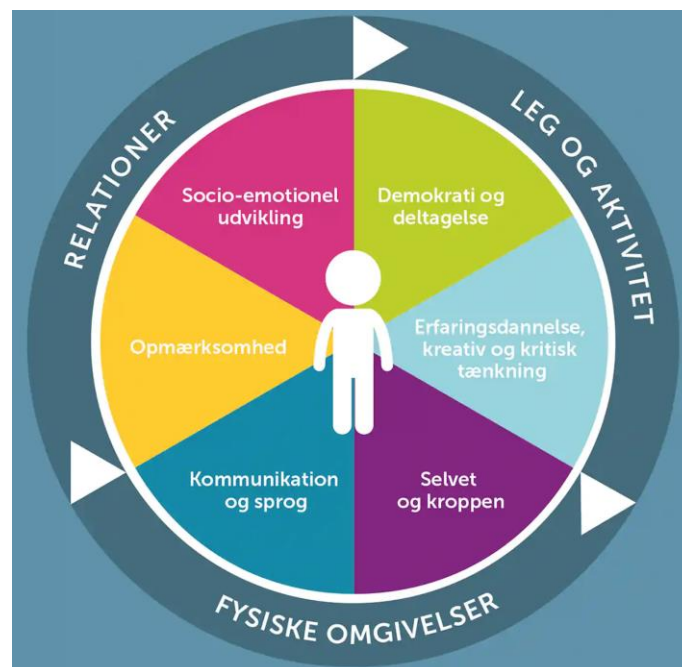 RELATIONER
LEG OG AKTIVITET
Socio-emotionel
udvikling
Demokrati og
deltagelse
Opmærksomhed
Erfaringsdannelse,
kreativ og kritisk
tænkning
Kommunikation
og sprog
Selvet
og kroppen
FYSISKE OMGIVELSER